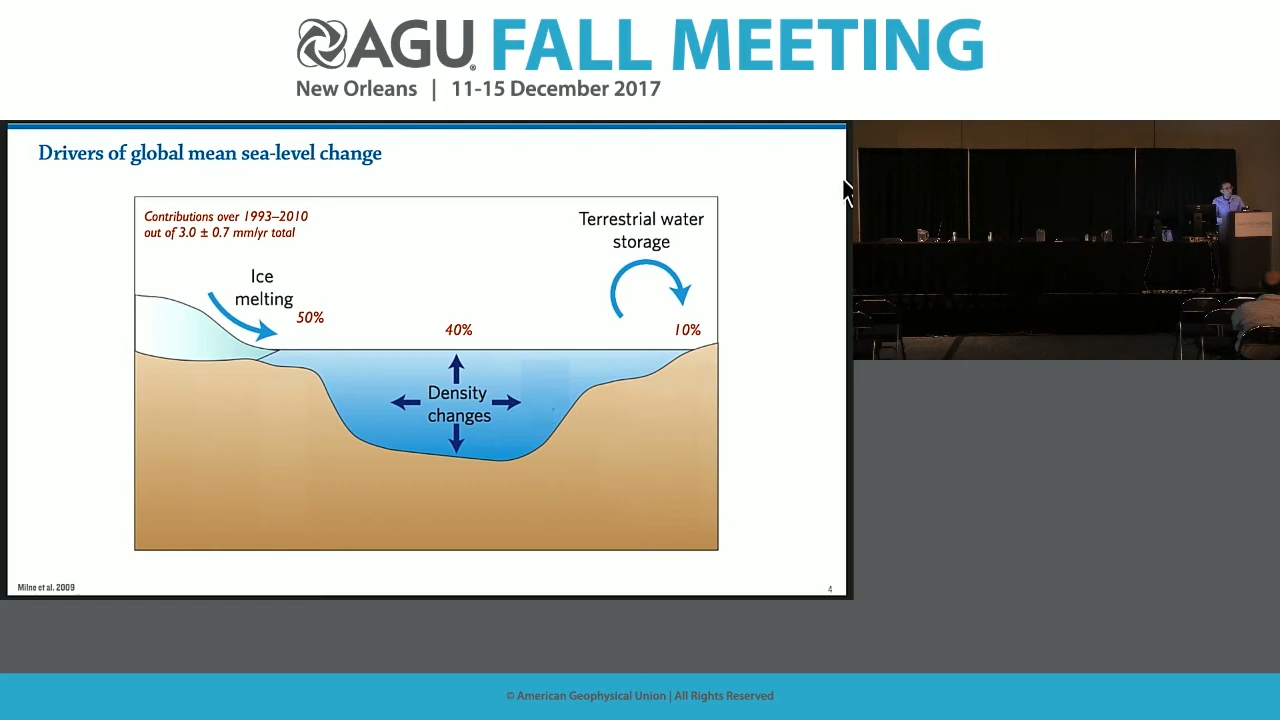 AGU FALL MEETING
New Orleans | 11-15 December 2017
Drivers of global mean sea-level change
Contributions over 1993–2010
out of 3.0 ± 0.7 mm/yr total
Terrestrial water
storage
Ice
melting
50%
40%
10%
Density
changes
Milne et al. 2009
4
© American Geophysical Union | All Rights Reserved